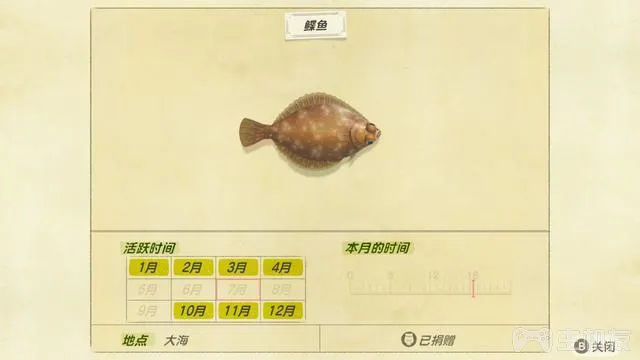 鲽鱼
活跃时间
1月 2月 3月 4月
5月 6月 7月 8月
9月 10月 11月 12月
本月的时间
0 6 12 18
地点 大海
已捐赠
B 关闭